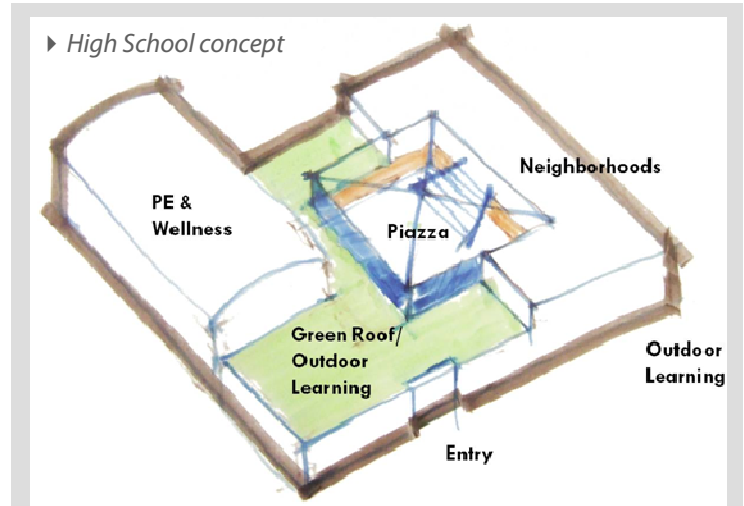 High School concept
Neighborhoods
PE &
Wellness
Piazza
Green Roof/
Outdoor
Learning
Outdoor
Learning
Entry